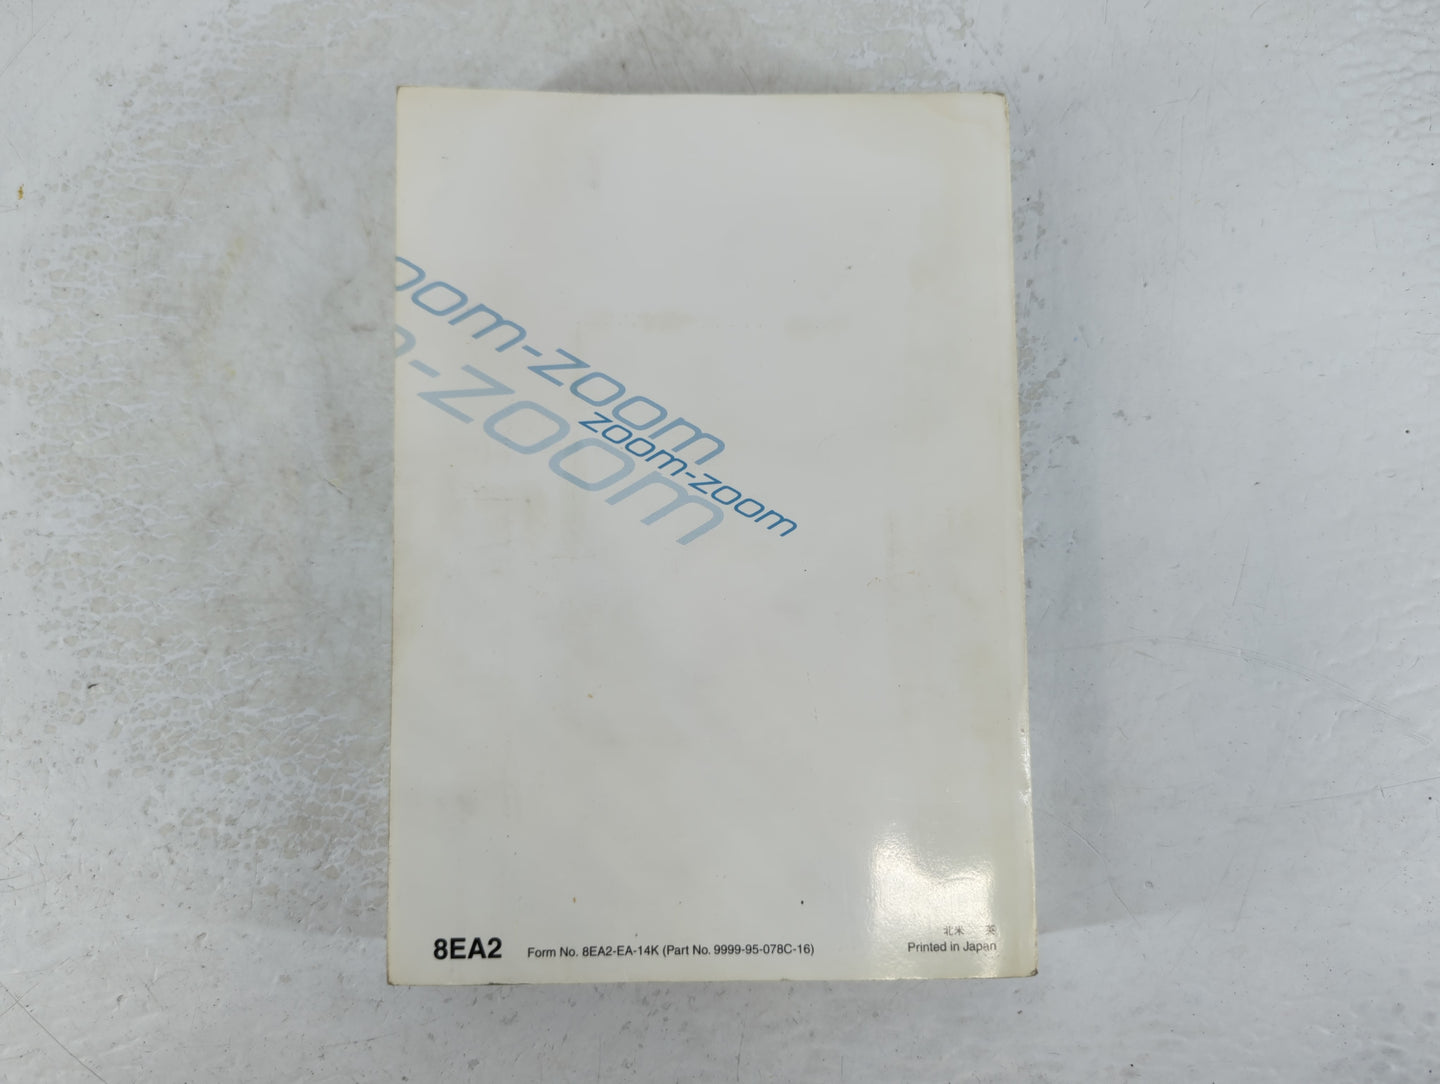 oom-zoom
m-zoom
zoom-zoom
北米 英
8EA2 Form No. 8EA2-EA-14K (Part No. 9999-95-078C-16)
Printed in Japan